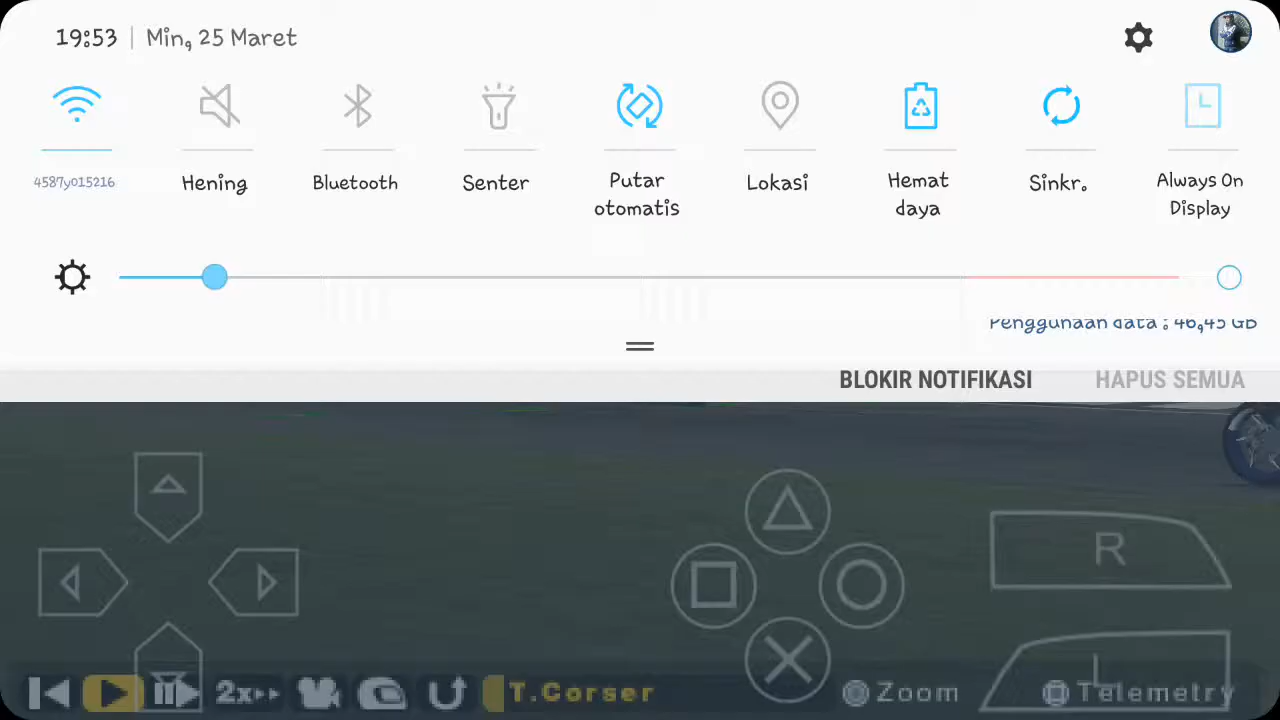 19:53 | Min, 25 Maret
4587y015216
Hening
Bluetooth
Senter
Putar
otomatis
Lokasi
Hemat
daya
Sinkr.
Always On
Display
Penggunaan data : 46,45 GB
BLOKIR NOTIFIKASI
HAPUS SEMUA
R
L
2x
T.Corser
Zoom
Telemetry